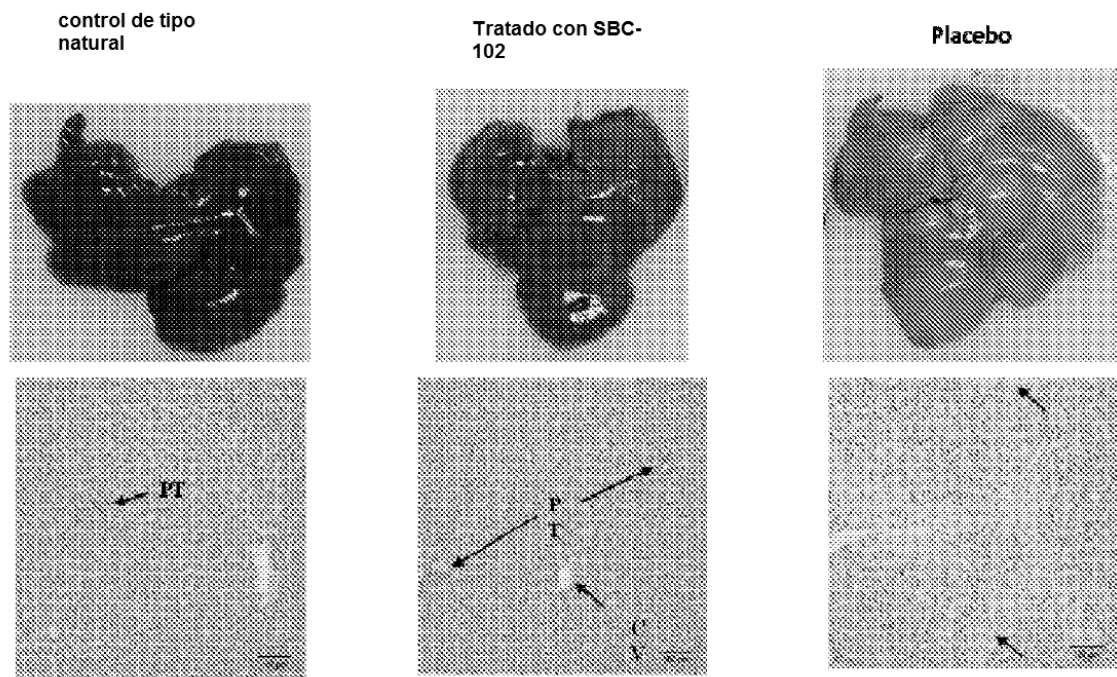 control de tipo
natural
Tratado con SBC-
102
Placebo
PT
P
T
C
V